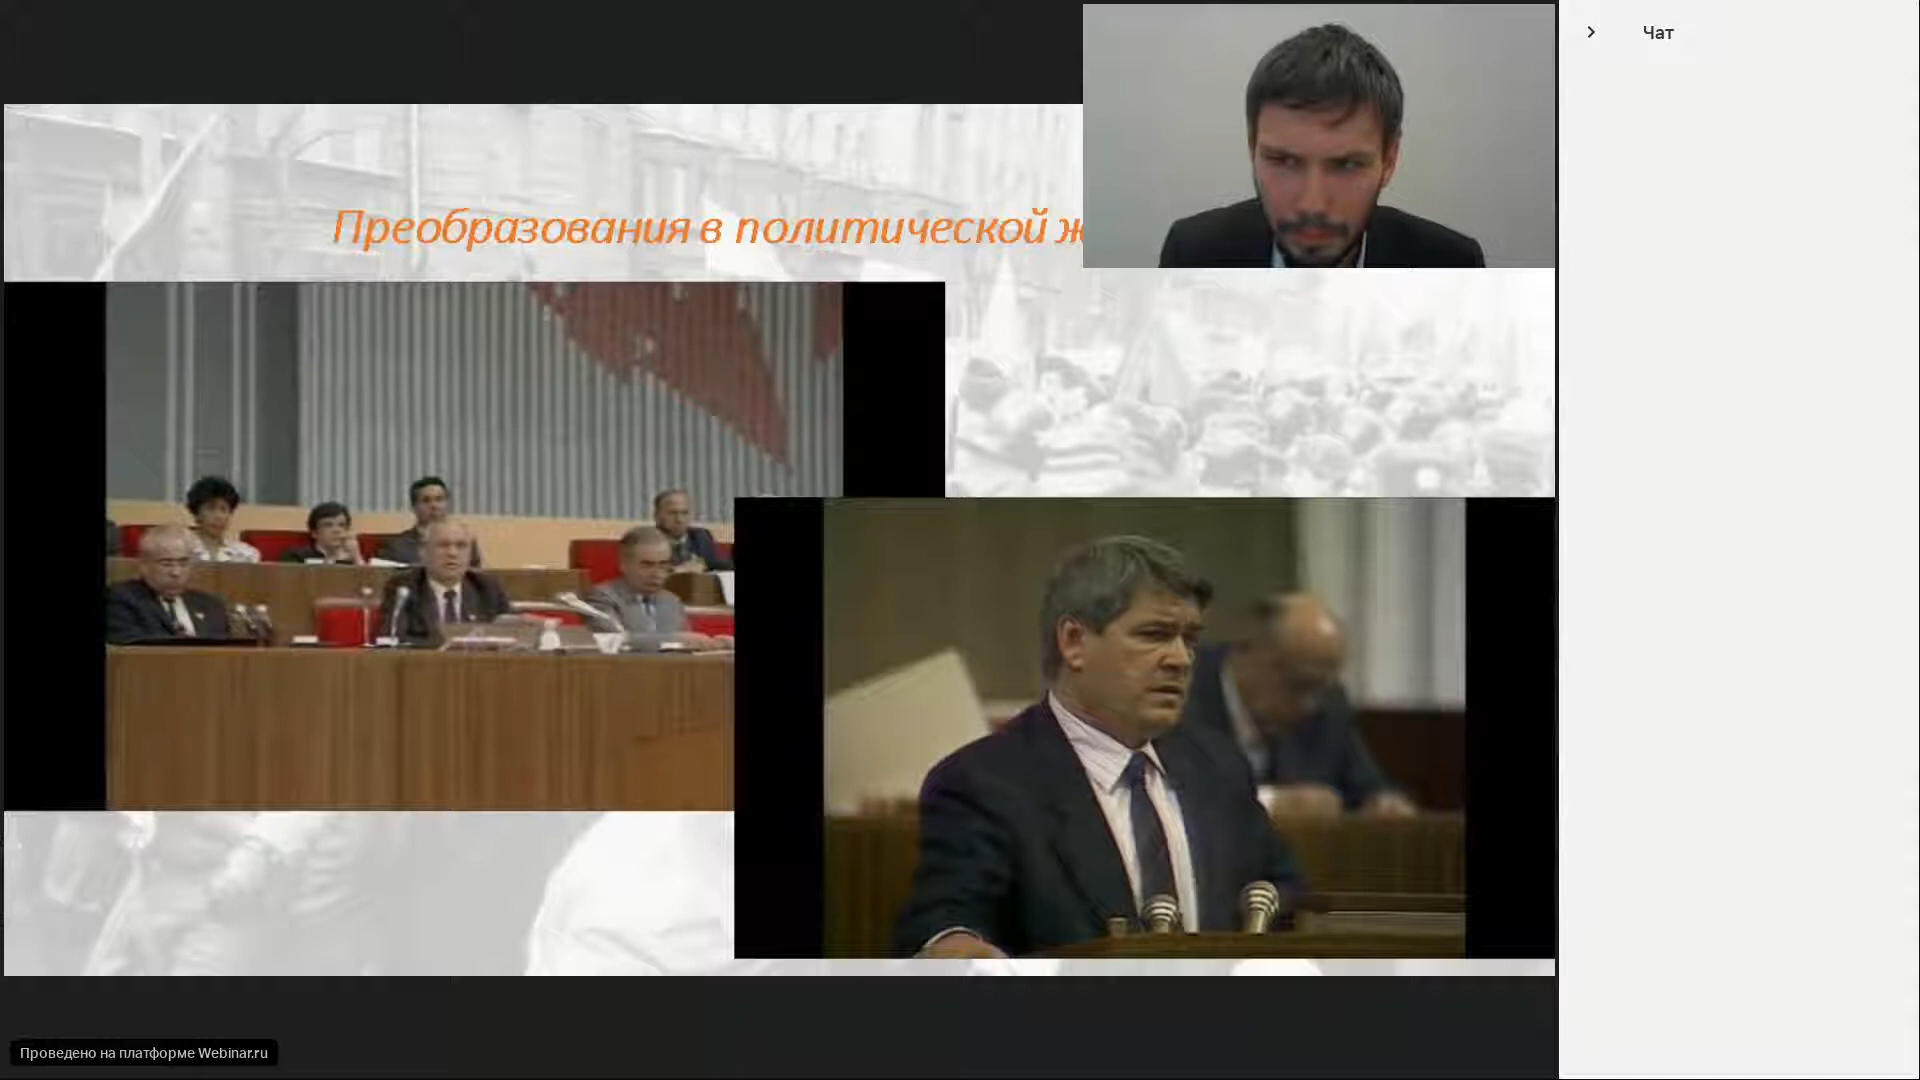 Чат
Преобразования в политической ж
Проведено на платформе Webinar.ru